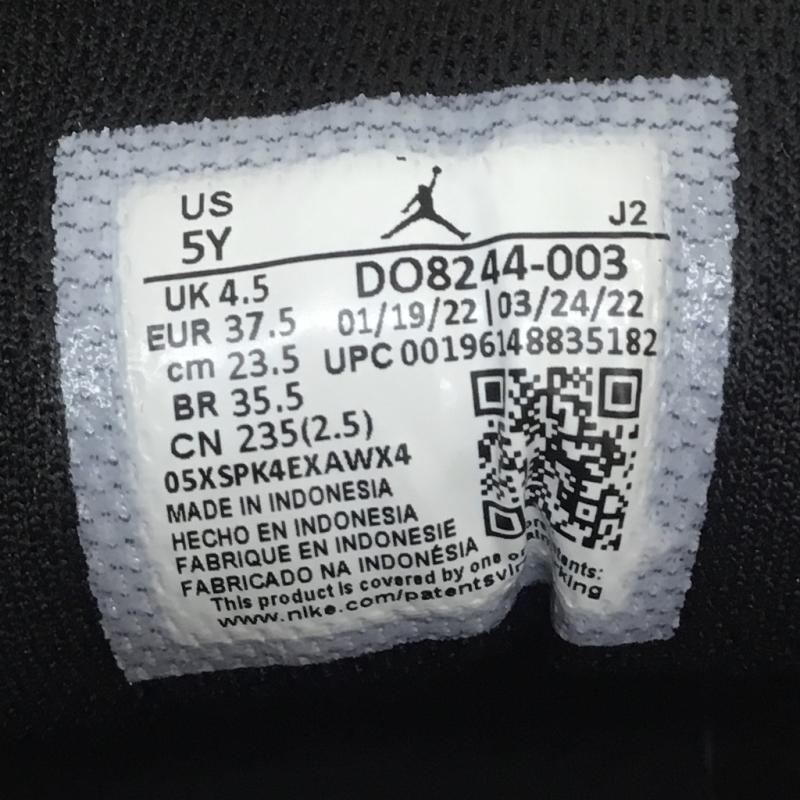 US
5Y
J2
UK 4.5
DO8244-003
EUR 37.5
01/19/22 | 03/24/22
cm 23.5
UPC 00196148835182
BR 35.5
CN 235(2.5)
05XSPK4EXAWX4
MADE IN INDONESIA
HECHO EN INDONESIA
FABRIQUE EN INDONESIE
FABRICADO NA INDONÉSIA
This product is covered by one or
www.nike.com/patents